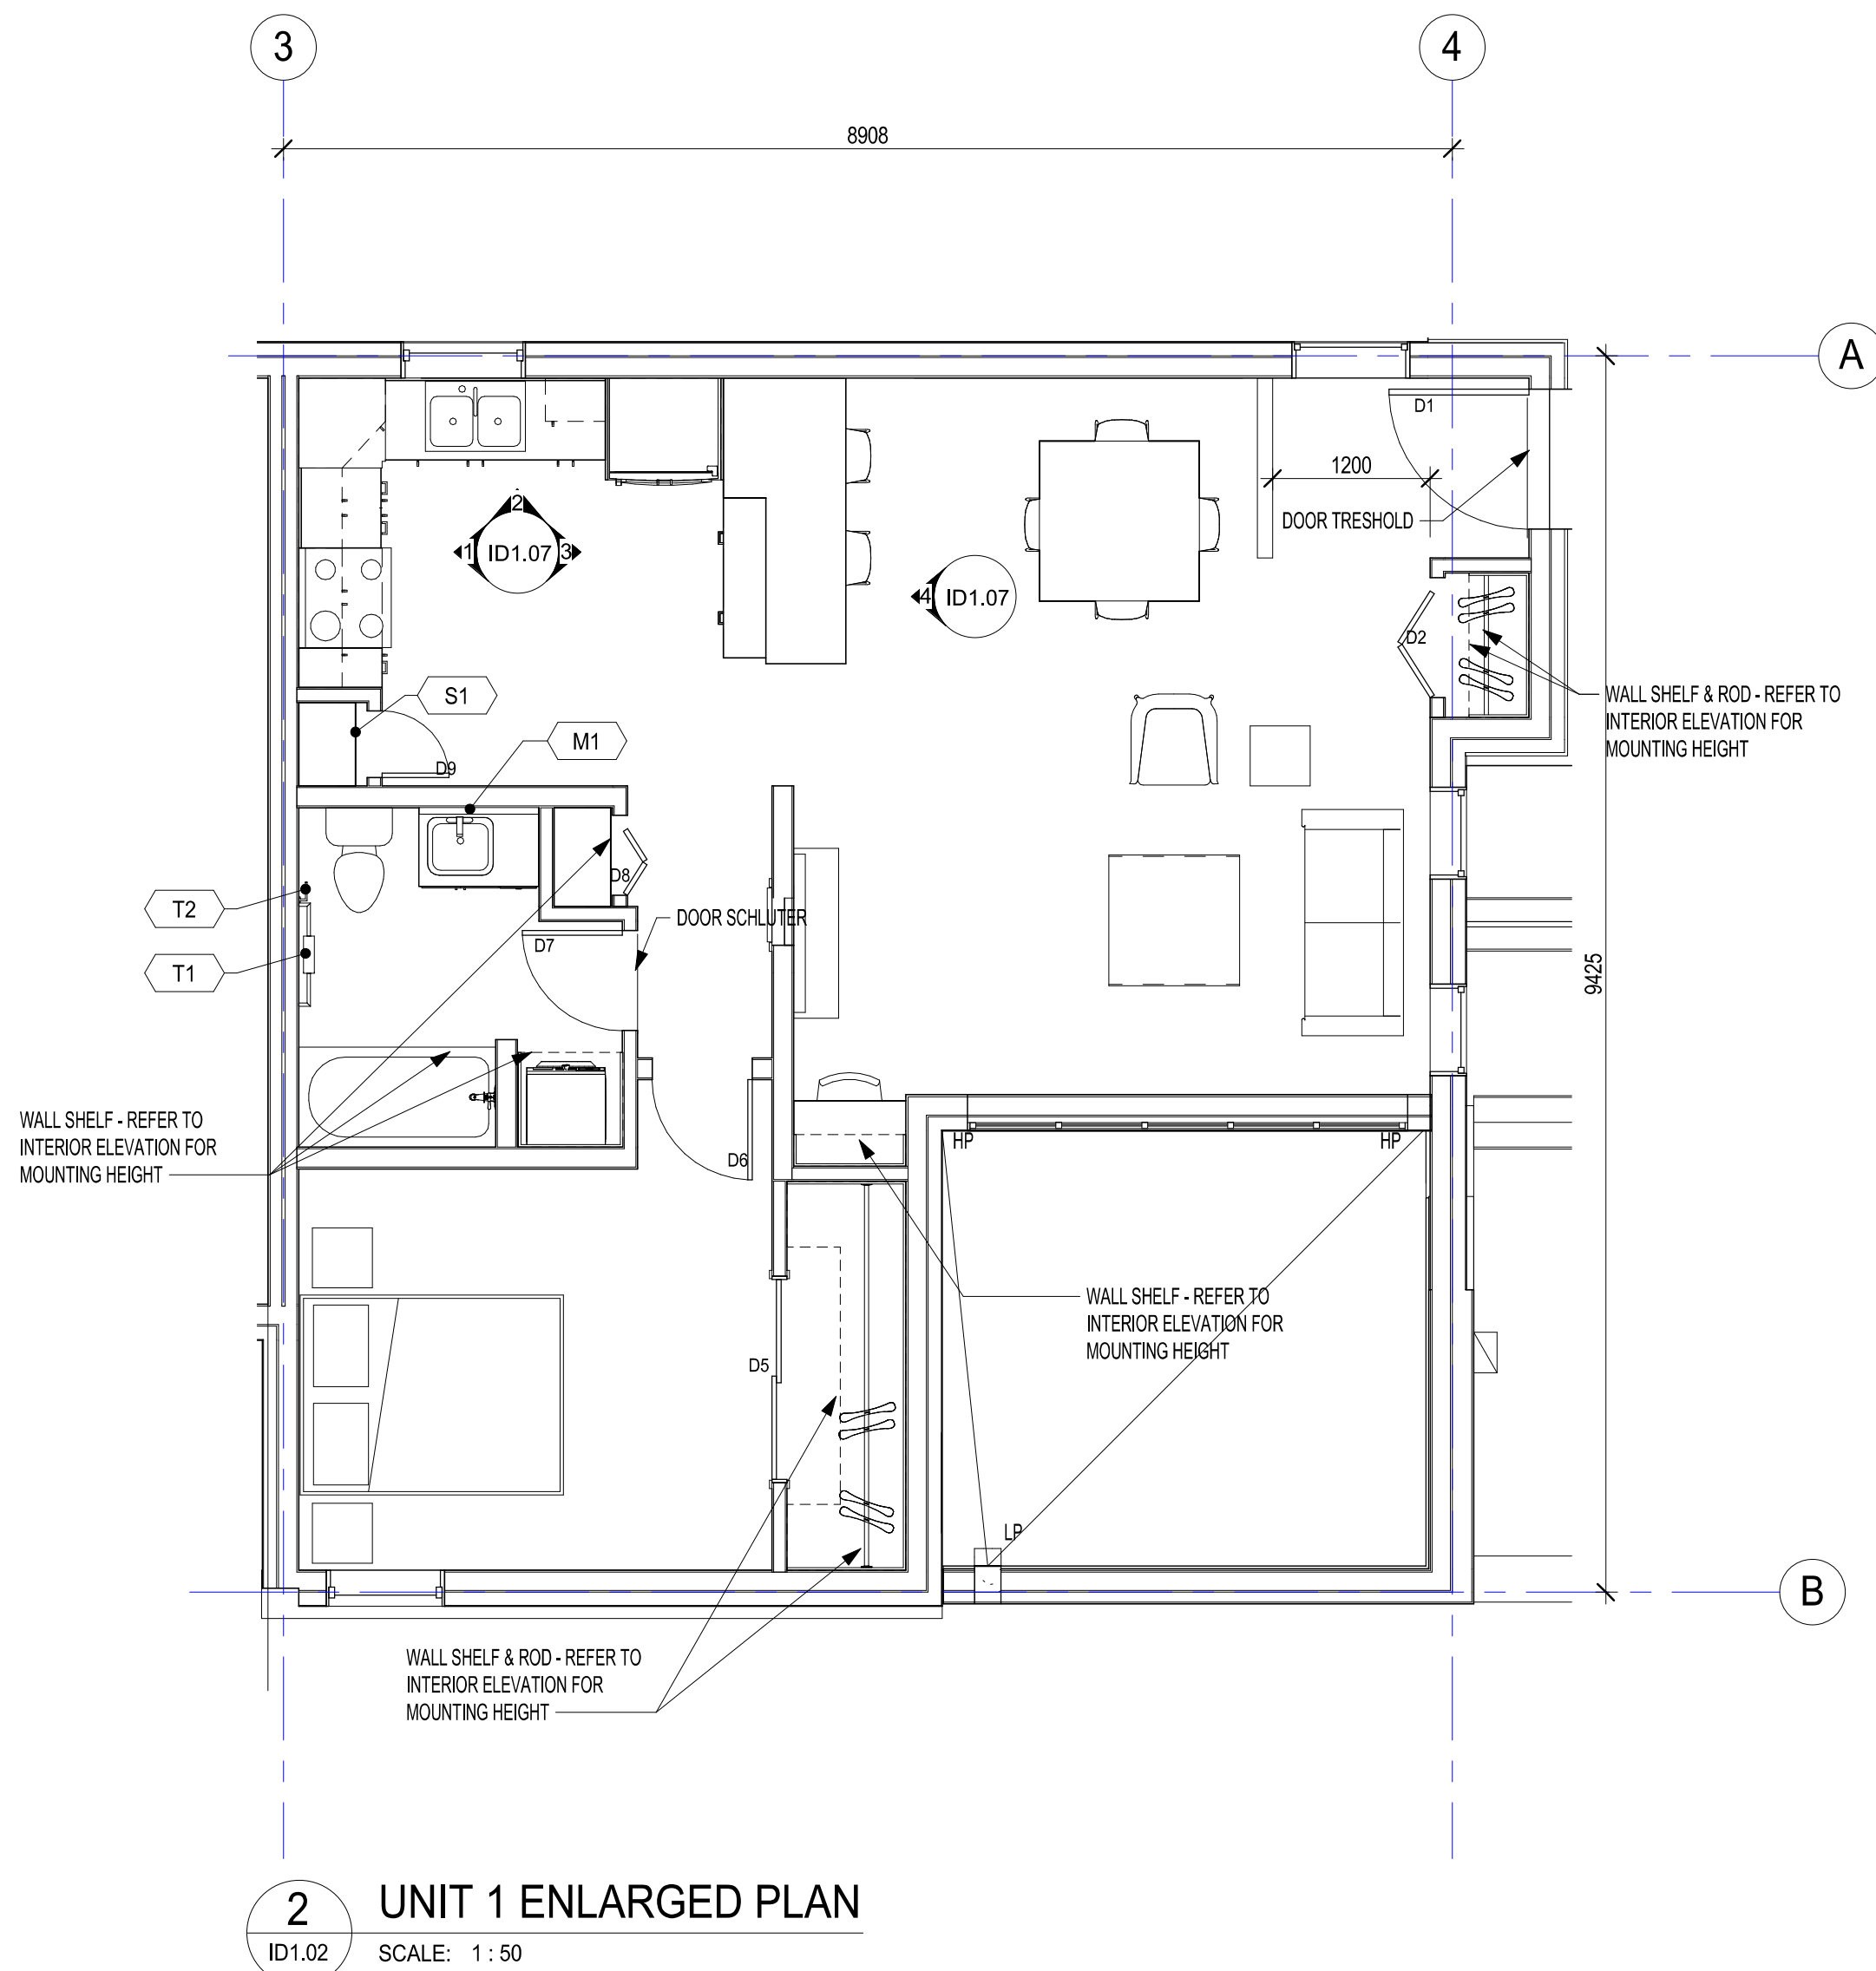 3
4
8908
A
D1
1200
2
1
ID1.07
3
DOOR TRESHOLD
4
ID1.07
D2
S1
WALL SHELF & ROD - REFER TO
INTERIOR ELEVATION FOR
MOUNTING HEIGHT
M1
D9
D8
T2
DOOR SCHLUTER
D7
T1
9425
WALL SHELF - REFER TO
INTERIOR ELEVATION FOR
MOUNTING HEIGHT
HP
HP
D6
WALL SHELF - REFER TO
INTERIOR ELEVATION FOR
MOUNTING HEIGHT
D5
LP
B
WALL SHELF & ROD - REFER TO
INTERIOR ELEVATION FOR
MOUNTING HEIGHT
2
UNIT 1 ENLARGED PLAN
ID1.02
SCALE: 1 : 50